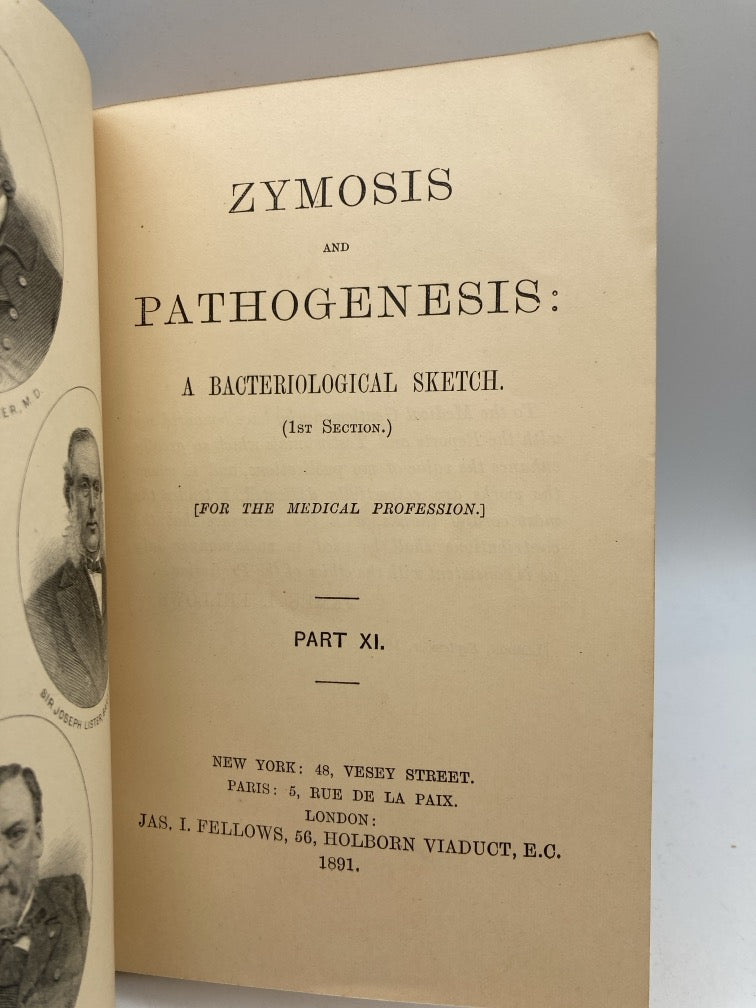 ZYMOSIS
AND
PATHOGENESIS:
A BACTERIOLOGICAL SKETCH.
(1ST SECTION.)
[FOR THE MEDICAL PROFESSION.]
PART XI.
NEW YORK: 48, VESEY STREET.
PARIS: 5, RUE DE LA PAIX.
LONDON:
JAS. I. FELLOWS, 56, HOLBORN VIADUCT, E.C.
1891.
ER, M.D.
SIR JOSEPH LISTER